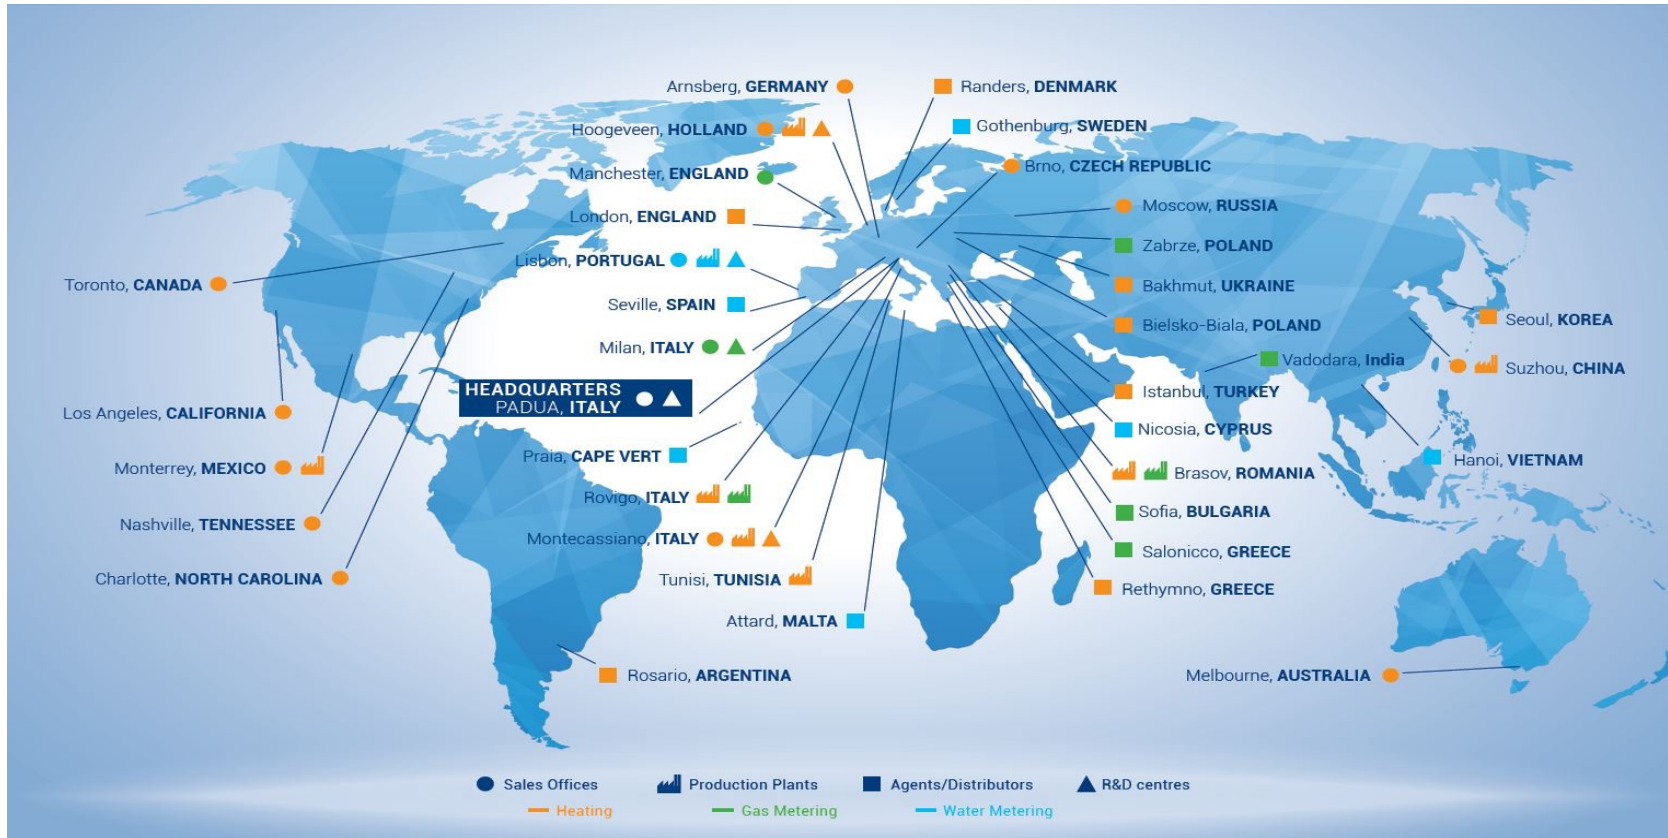 Arnsberg, GERMANY
Randers, DENMARK
Hoogeveen, HOLLAND
Gothenburg, SWEDEN
Manchester, ENGLAND
Brno, CZECH REPUBLIC
London, ENGLAND
Moscow, RUSSIA
Lisbon, PORTUGAL
Zabrze, POLAND
Toronto, CANADA
Bakhmut, UKRAINE
Seville, SPAIN
Bielsko-Biala, POLAND
Seoul, KOREA
Milan, ITALY
Vadodara, India
Suzhou, CHINA
HEADQUARTERS
PADUA, ITALY
Istanbul, TURKEY
Los Angeles, CALIFORNIA
Nicosia, CYPRUS
Praia, CAPE VERT
Hanoi, VIETNAM
Monterrey, MEXICO
Brasov, ROMANIA
Rovigo, ITALY
Sofia, BULGARIA
Nashville, TENNESSEE
Montecassiano, ITALY
Salonicco, GREECE
Charlotte, NORTH CAROLINA
Tunisi, TUNISIA
Rethymno, GREECE
Attard, MALTA
Rosario, ARGENTINA
Melbourne, AUSTRALIA
Sales Offices
Production Plants
Agents/Distributors
R&D centres
Heating
Gas Metering
Water Metering